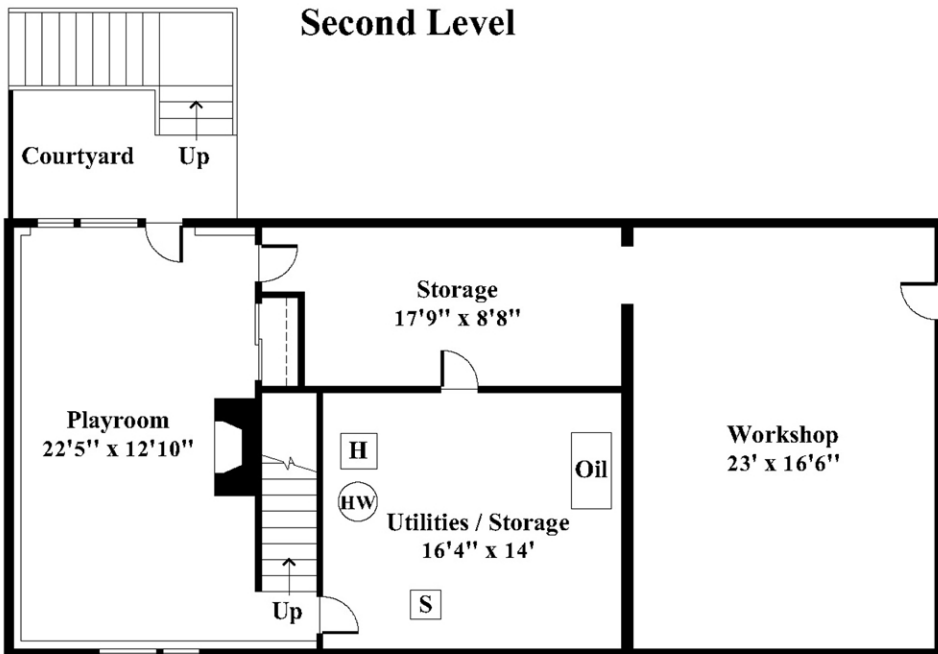 Second Level
Courtyard
Up
Storage
17'9" x 8'8"
Playroom
22'5" x 12'10"
H
HW
Oil
Utilities / Storage
16'4" x 14'
S
Up
Workshop
23' x 16'6"